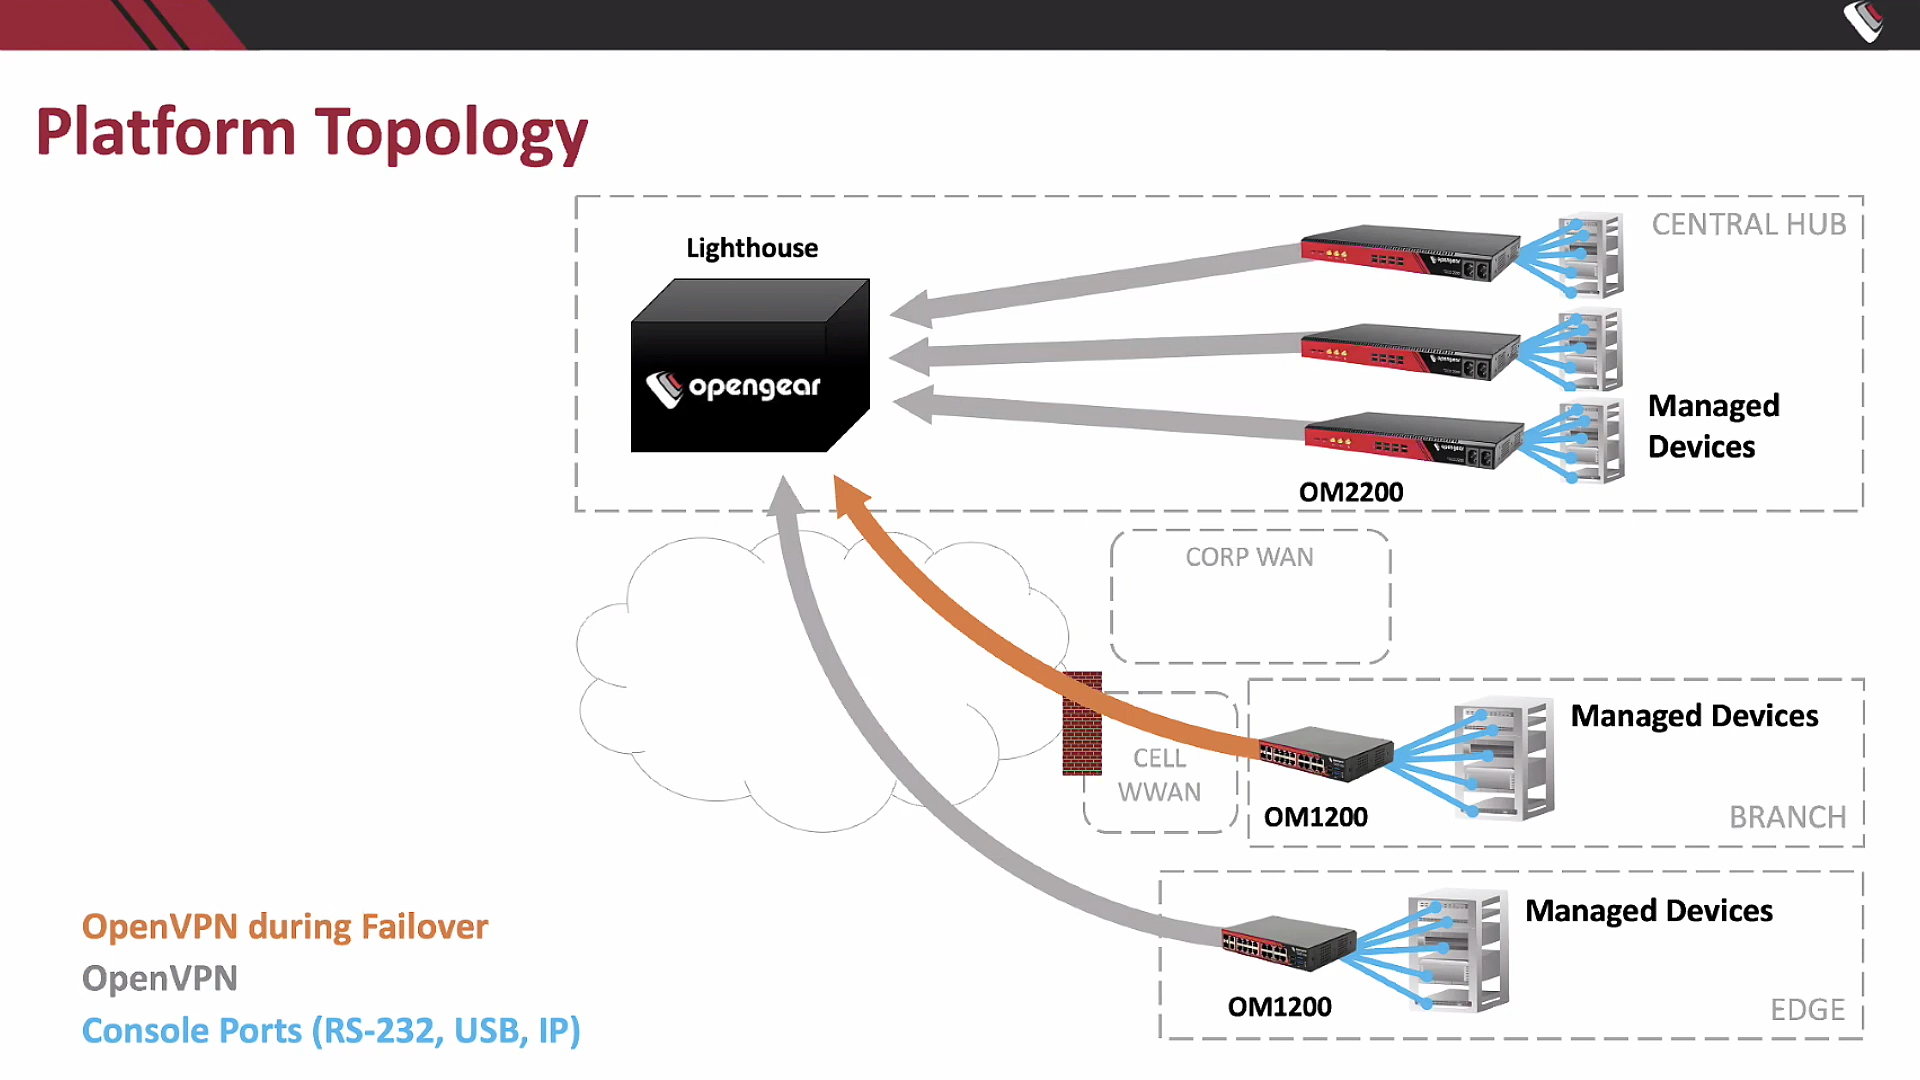 Platform Topology
CENTRAL HUB
Lighthouse
opengear
Managed
Devices
OM2200
CORP WAN
Managed Devices
CELL
WWAN
OM1200
BRANCH
Managed Devices
OM1200
EDGE
OpenVPN during Failover
OpenVPN
Console Ports (RS-232, USB, IP)